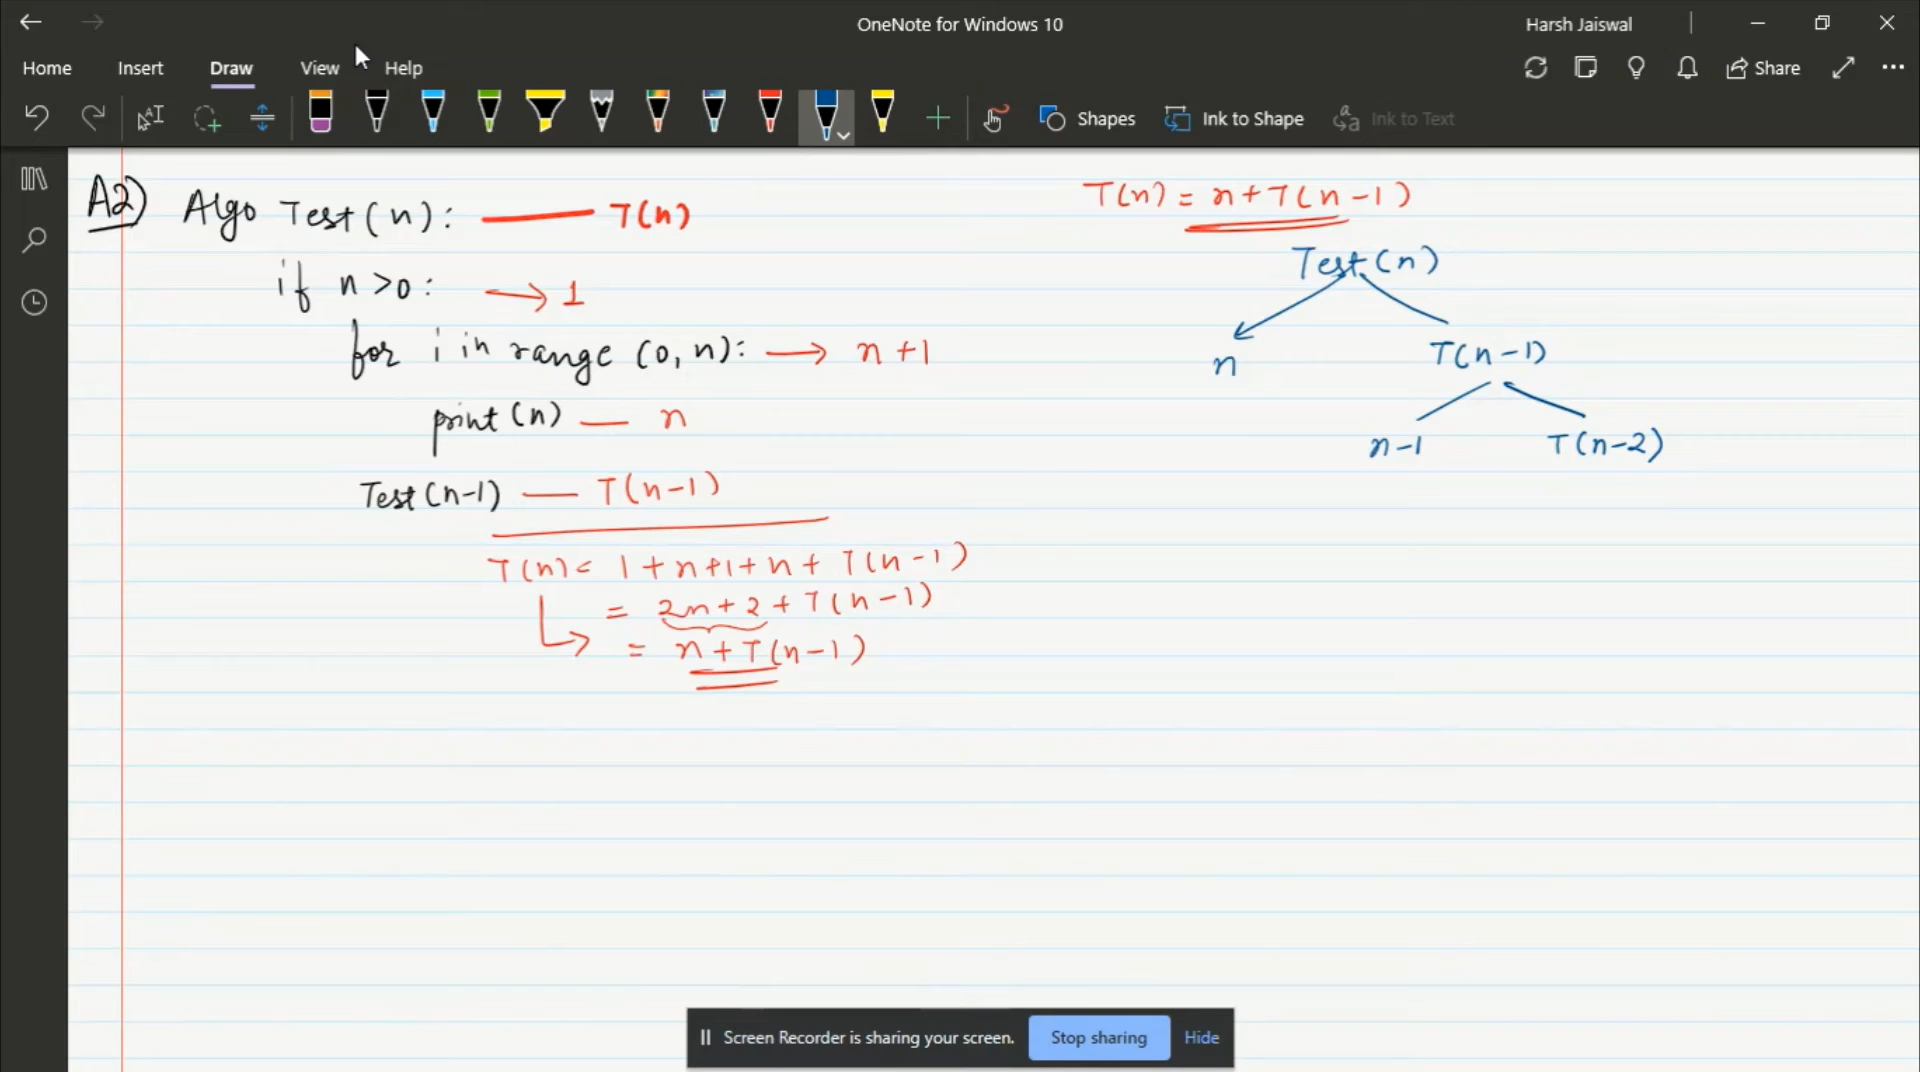 OneNote for Windows 10
Harsh Jaiswal
Home Insert Draw View Help
Share
Shapes Ink to Shape Ink to Text
A2) Algo Test(n): — T(n)
if n>0: → 1
for i in range (0, n): → n+1
print(n) — n
Test(n-1) — T(n-1)
T(n) = 1 + n+1 + n + T(n-1)
= 2n+2 + T(n-1)
= n + T(n-1)
T(n) = n + T(n-1)
Test(n)
n T(n-1)
n-1 T(n-2)
Screen Recorder is sharing your screen. Stop sharing Hide